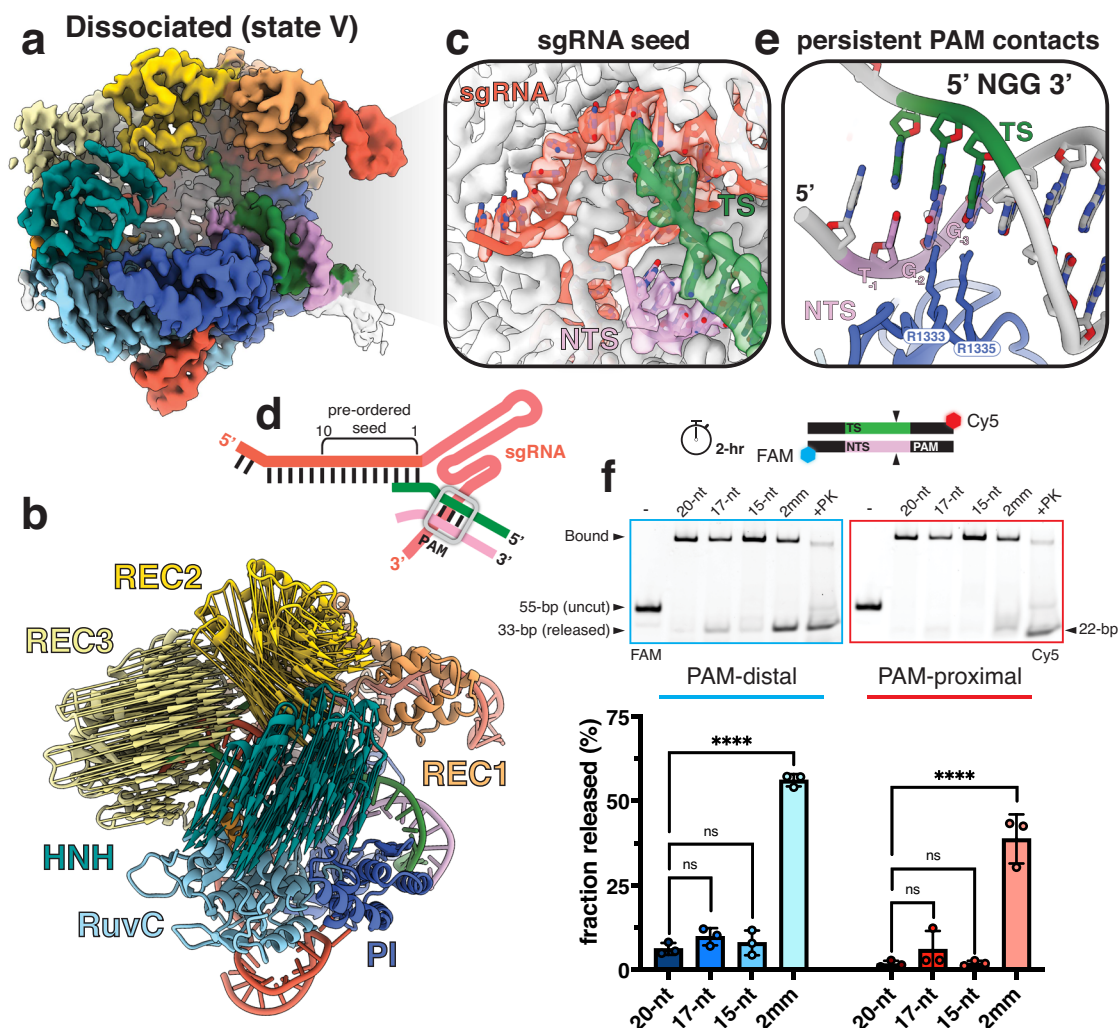 a
Dissociated (state V)
c
sgRNA seed
sgRNA
TS
NTS
e
persistent PAM contacts
5’ NGG 3’
TS
5’
T-1
G-2
G-3
NTS
R1333
R1335
d
pre-ordered
seed
10
1
5’
sgRNA
PAM
5’
3’
3’
b
REC2
REC3
REC1
HNH
RuvC
PI
2-hr
TS
NTS
PAM
Cy5
FAM
f
- 20-nt 17-nt 15-nt 2mm +PK
- 20-nt 17-nt 15-nt 2mm +PK
Bound
55-bp (uncut)
33-bp (released)
22-bp
FAM
Cy5
PAM-distal
PAM-proximal
fraction released (%)
75
50
25
0
****
ns
ns
****
ns
ns
20-nt 17-nt 15-nt 2mm
20-nt 17-nt 15-nt 2mm